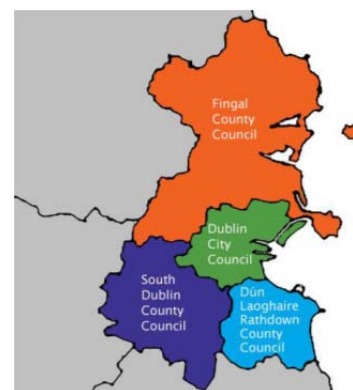 Fingal
County
Council
Dublin
City
Council
South
Dublin
County
Council
Dún
Laoghaire
Rathdown
County
Council